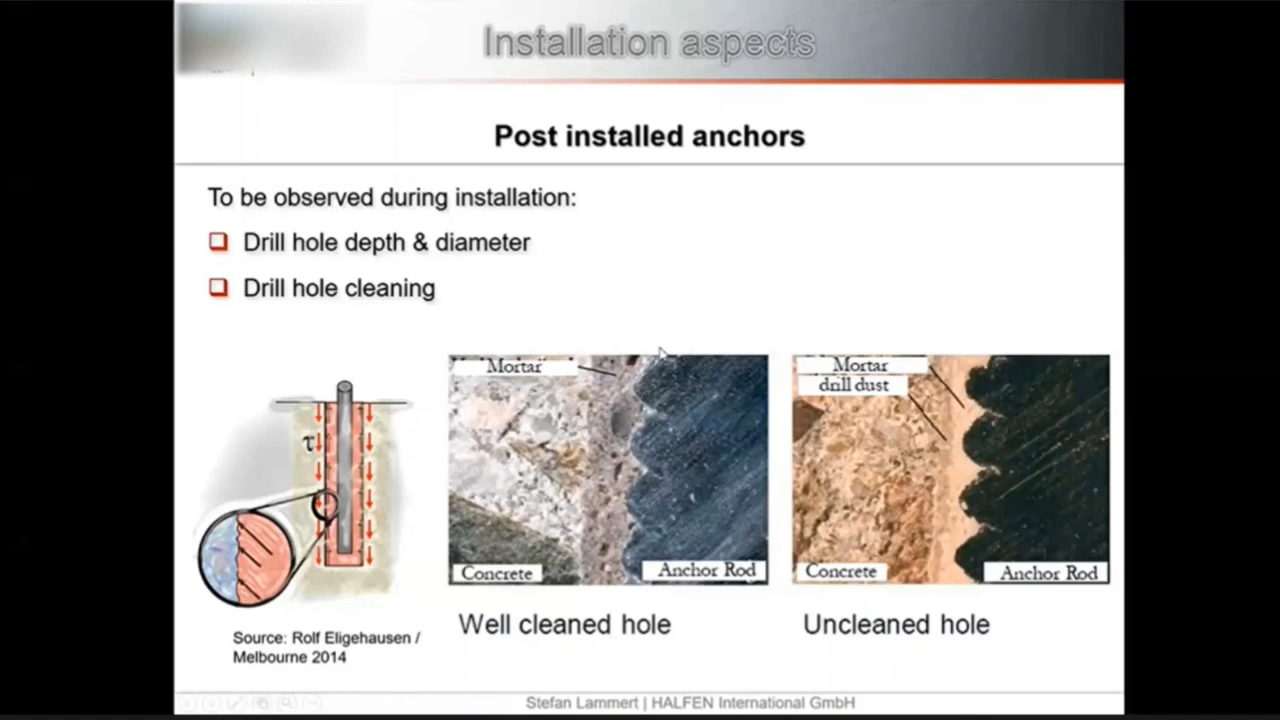 Installation aspects
Post installed anchors
To be observed during installation:
Drill hole depth & diameter
Drill hole cleaning
τ
Mortar
Concrete
Anchor Rod
Well cleaned hole
Mortar
drill dust
Concrete
Anchor Rod
Uncleaned hole
Source: Rolf Eligehausen /
Melbourne 2014
Stefan Lammert | HALFEN International GmbH